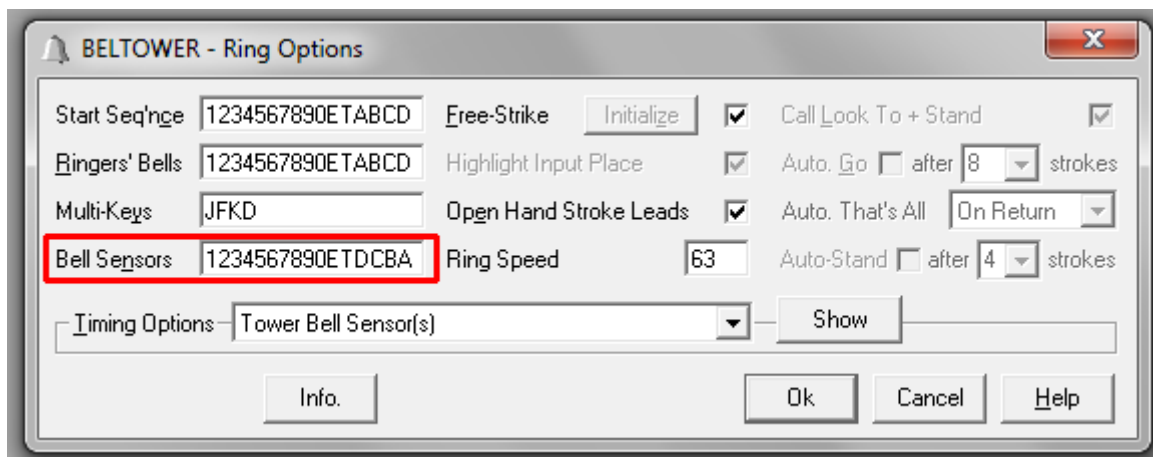 BELTOWER - Ring Options
Start Seq'nce 1234567890ETABCD Free-Strike Initialize Call Look To + Stand
Ringers' Bells 1234567890ETABCD Highlight Input Place Auto. Go after 8 strokes
Multi-Keys JFKD Open Hand Stroke Leads Auto. That's All On Return
Bell Sensors 1234567890ETDCBA Ring Speed 63 Auto-Stand after 4 strokes
Timing Options Tower Bell Sensor(s) Show
Info. Ok Cancel Help